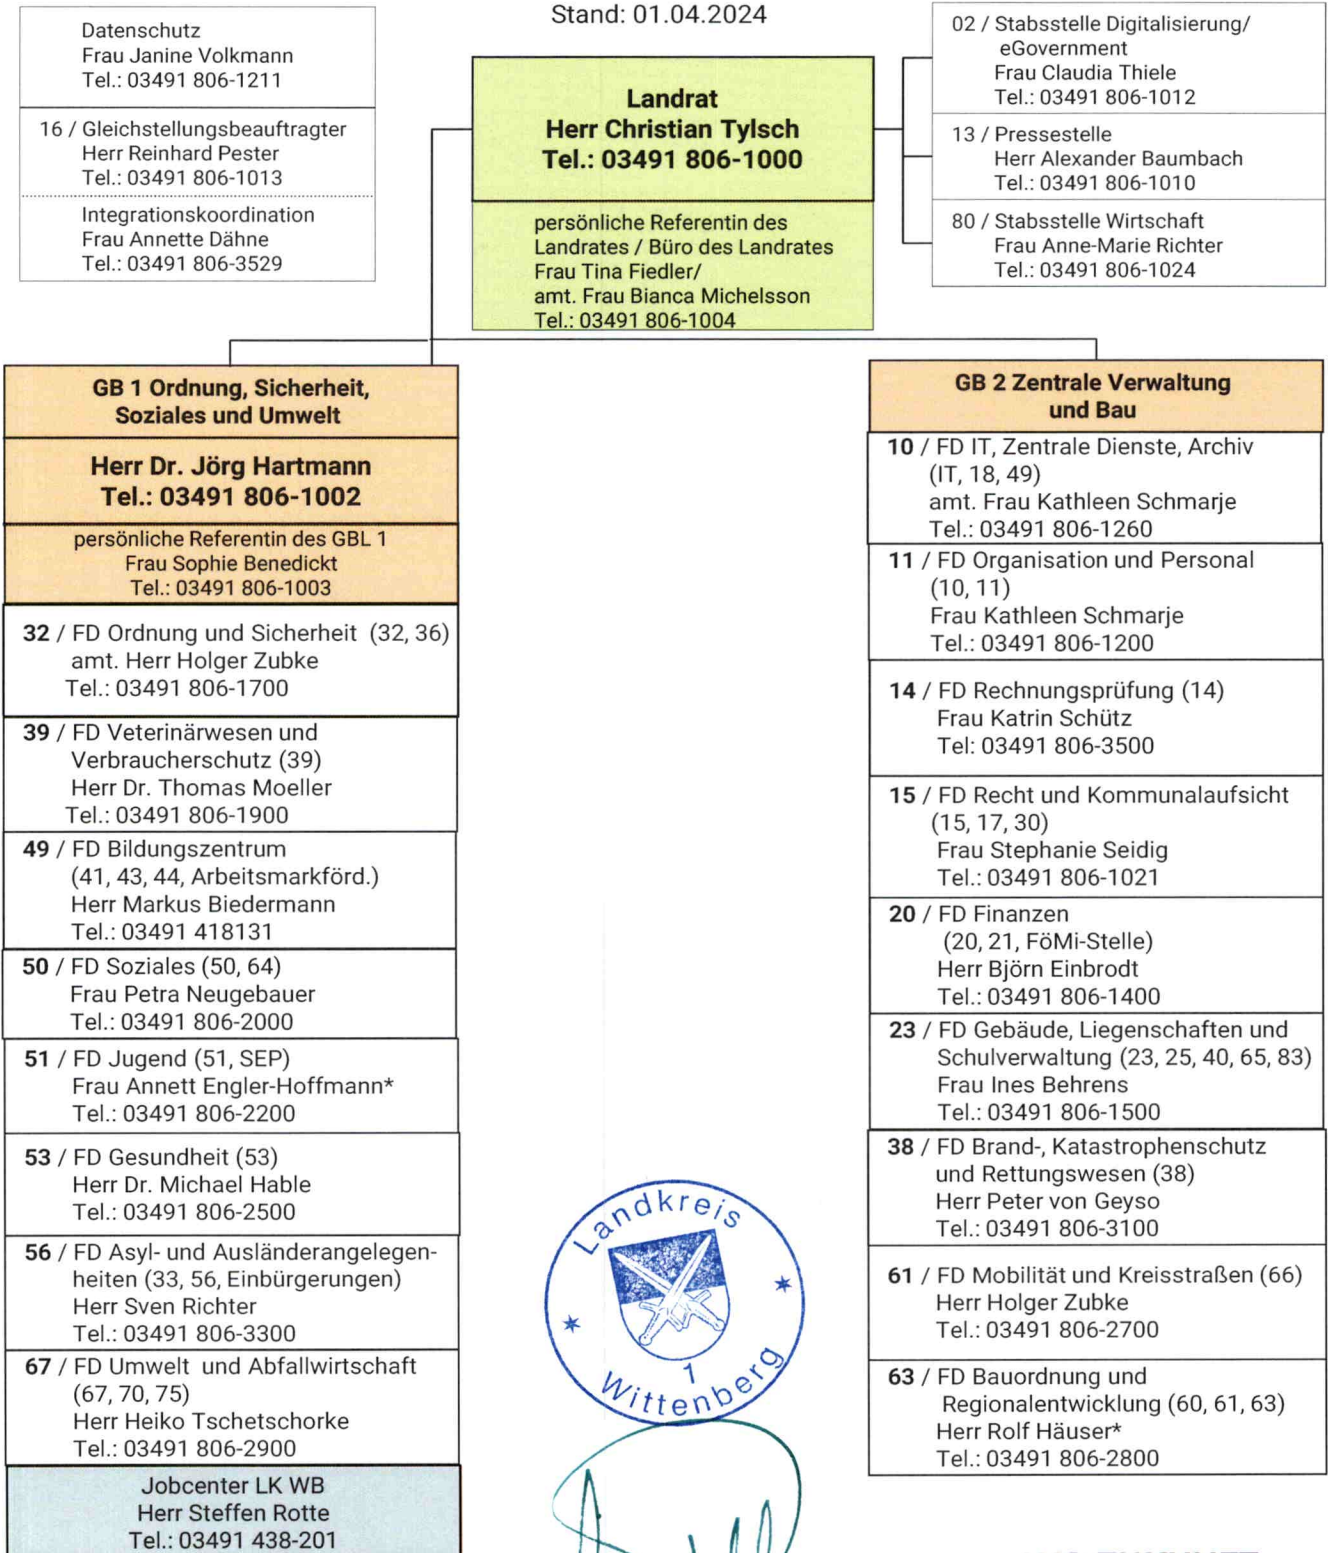 Stand: 01.04.2024
Datenschutz
Frau Janine Volkmann
Tel.: 03491 806-1211
16 / Gleichstellungsbeauftragter
Herr Reinhard Pester
Tel.: 03491 806-1013
Integrationskoordination
Frau Annette Dähne
Tel.: 03491 806-3529
Landrat
Herr Christian Tylsch
Tel.: 03491 806-1000
persönliche Referentin des
Landrates / Büro des Landrates
Frau Tina Fiedler/
amt. Frau Bianca Michelsson
Tel.: 03491 806-1004
02 / Stabsstelle Digitalisierung/
eGovernment
Frau Claudia Thiele
Tel.: 03491 806-1012
13 / Pressestelle
Herr Alexander Baumbach
Tel.: 03491 806-1010
80 / Stabsstelle Wirtschaft
Frau Anne-Marie Richter
Tel.: 03491 806-1024
GB 1 Ordnung, Sicherheit,
Soziales und Umwelt
Herr Dr. Jörg Hartmann
Tel.: 03491 806-1002
persönliche Referentin des GBL 1
Frau Sophie Benedickt
Tel.: 03491 806-1003
32 / FD Ordnung und Sicherheit (32, 36)
amt. Herr Holger Zubke
Tel.: 03491 806-1700
39 / FD Veterinärwesen und
Verbraucherschutz (39)
Herr Dr. Thomas Moeller
Tel.: 03491 806-1900
49 / FD Bildungszentrum
(41, 43, 44, Arbeitsmarkförd.)
Herr Markus Biedermann
Tel.: 03491 418131
50 / FD Soziales (50, 64)
Frau Petra Neugebauer
Tel.: 03491 806-2000
51 / FD Jugend (51, SEP)
Frau Annett Engler-Hoffmann*
Tel.: 03491 806-2200
53 / FD Gesundheit (53)
Herr Dr. Michael Hable
Tel.: 03491 806-2500
56 / FD Asyl- und Ausländerangelegen-
heiten (33, 56, Einbürgerungen)
Herr Sven Richter
Tel.: 03491 806-3300
67 / FD Umwelt und Abfallwirtschaft
(67, 70, 75)
Herr Heiko Tschetschorke
Tel.: 03491 806-2900
Jobcenter LK WB
Herr Steffen Rotte
Tel.: 03491 438-201
GB 2 Zentrale Verwaltung
und Bau
10 / FD IT, Zentrale Dienste, Archiv
(IT, 18, 49)
amt. Frau Kathleen Schmarje
Tel.: 03491 806-1260
11 / FD Organisation und Personal
(10, 11)
Frau Kathleen Schmarje
Tel.: 03491 806-1200
14 / FD Rechnungsprüfung (14)
Frau Katrin Schütz
Tel: 03491 806-3500
15 / FD Recht und Kommunalaufsicht
(15, 17, 30)
Frau Stephanie Seidig
Tel.: 03491 806-1021
20 / FD Finanzen
(20, 21, FöMi-Stelle)
Herr Björn Einbrodt
Tel.: 03491 806-1400
23 / FD Gebäude, Liegenschaften und
Schulverwaltung (23, 25, 40, 65, 83)
Frau Ines Behrens
Tel.: 03491 806-1500
38 / FD Brand-, Katastrophenschutz
und Rettungswesen (38)
Herr Peter von Geyso
Tel.: 03491 806-3100
61 / FD Mobilität und Kreisstraßen (66)
Herr Holger Zubke
Tel.: 03491 806-2700
63 / FD Bauordnung und
Regionalentwicklung (60, 61, 63)
Herr Rolf Häuser*
Tel.: 03491 806-2800
Landkreis
1
Wittenberg